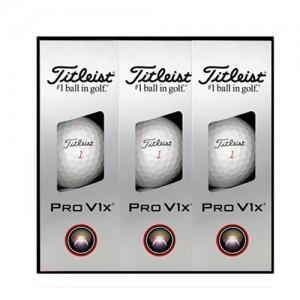 Titleist Titleist Titleist
#1 ball in golf.® #1 ball in golf.® #1 ball in golf.®
Titleist Titleist Titleist
1 1 1
PRO V1x® PRO V1x® PRO V1x®